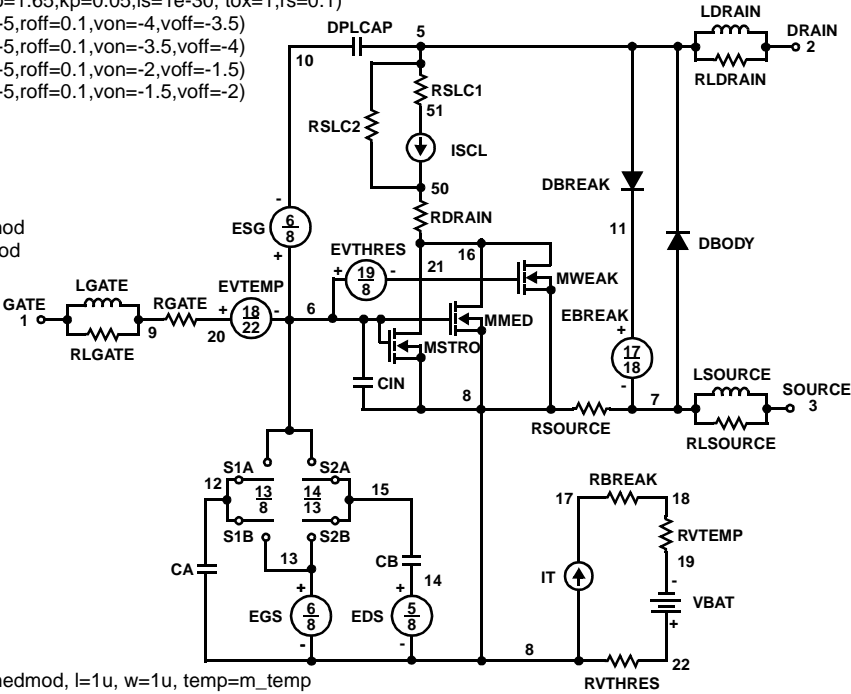 p=1.65,kp=0.05,is=1e-30, tox=1,rs=0.1)
-5,roff=0.1,von=-4,voff=-3.5)
-5,roff=0.1,von=-3.5,voff=-4)
-5,roff=0.1,von=-2,voff=-1.5)
-5,roff=0.1,von=-1.5,voff=-2)
LDRAIN
DPLCAP
5
DRAIN
2
10
RLDRAIN
RSLC1
51
RSLC2
ISCL
50
DBREAK
RDRAIN
nod
od
ESG
6
8
-
+
EVTHRES
+
19
8
-
21
16
11
DBODY
MWEAK
LGATE
GATE
1
RLGATE
9
RGATE
20
EVTEMP
+
18
22
-
6
MMED
MSTRO
EBREAK
+
17
18
-
CIN
8
LSOURCE
7
SOURCE
3
RSOURCE
RLSOURCE
S1A
S2A
12
13
8
14
13
15
S1B
S2B
13
CA
CB
14
+
EGS
6
8
-
+
EDS
5
8
-
RBREAK
17
18
RVTEMP
19
IT
-
VBAT
+
8
22
RVTHRES
nedmod, l=1u, w=1u, temp=m_temp